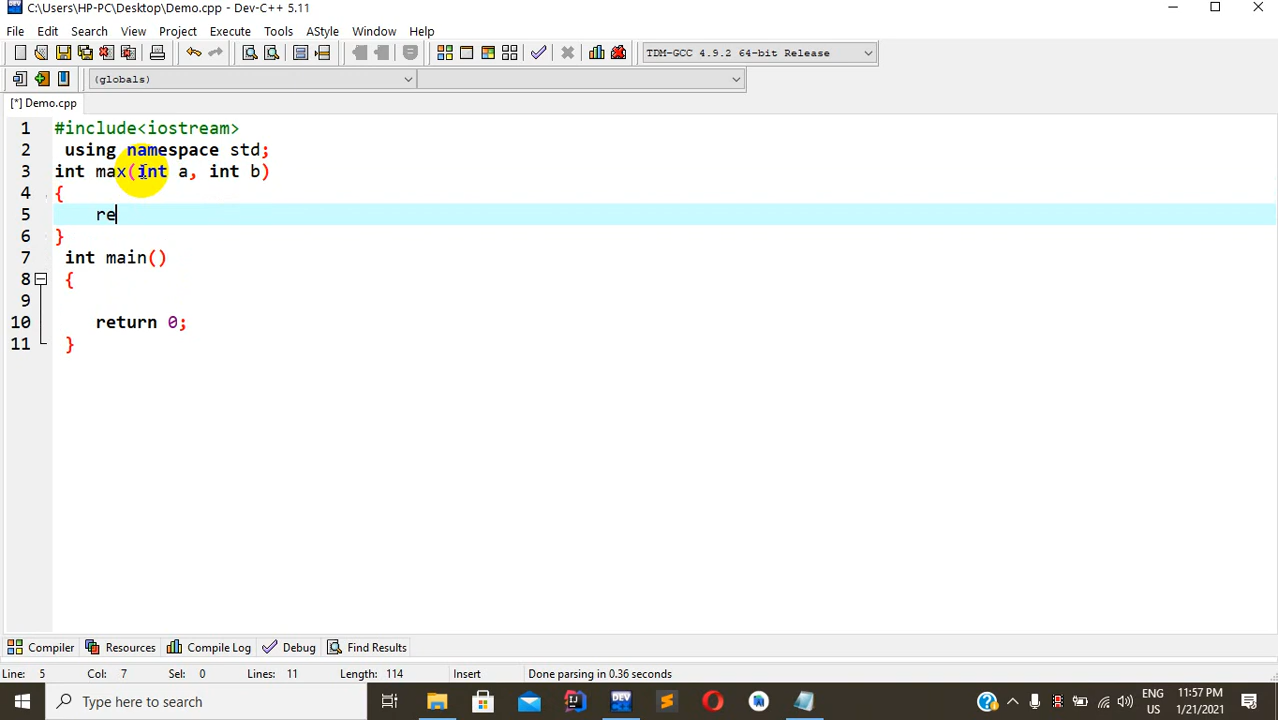 C:\Users\HP-PC\Desktop\Demo.cpp - Dev-C++ 5.11
File Edit Search View Project Execute Tools AStyle Window Help
TDM-GCC 4.9.2 64-bit Release
(globals)
[*] Demo.cpp
1 #include<iostream>
2 using namespace std;
3 int max(int a, int b)
4 {
5 re
6 }
7 int main()
8 {
9
10 return 0;
11 }
Compiler Resources Compile Log Debug Find Results
Line: 5 Col: 7 Sel: 0 Lines: 11 Length: 114 Insert Done parsing in 0.36 seconds
Type here to search
DEV
ENG
US
11:57 PM
1/21/2021